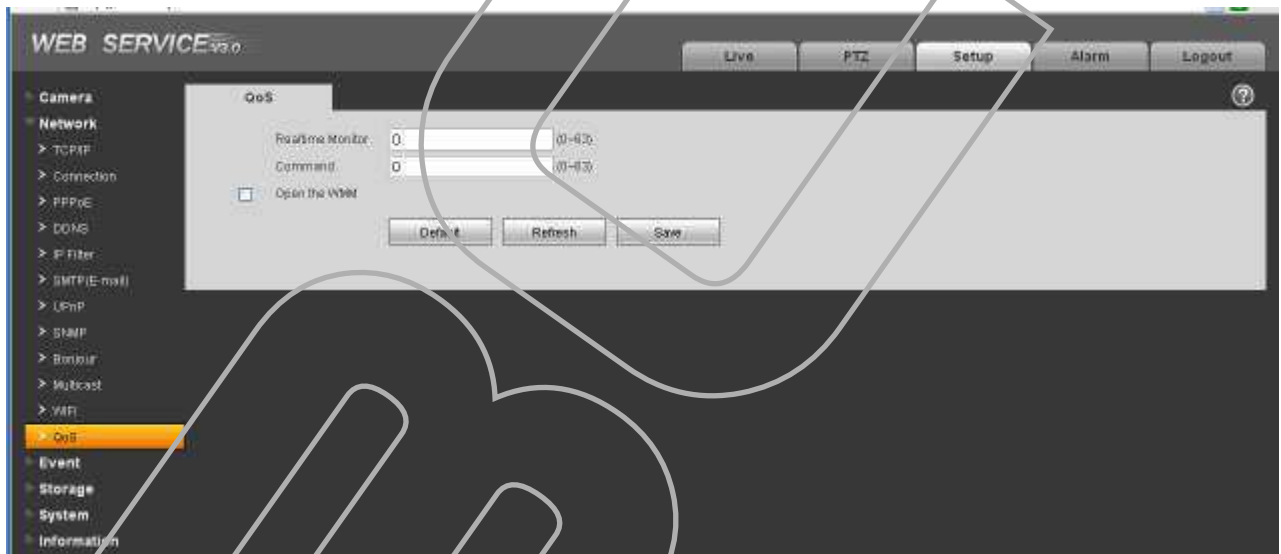 WEB SERVICE V3.0
Live
PTZ
Setup
Alarm
Logout
Camera
QoS
Network
Realtime Monitor 0 (0~63)
> TCP/IP
Command 0 (0~63)
> Connection
Open the WMM
> PPPoE
> DDNS
Default
Refresh
Save
> IP Filter
> SMTP(E-mail)
> UPnP
> SNMP
> Bonjour
> Multicast
> WIFI
> QoS
Event
Storage
System
Information